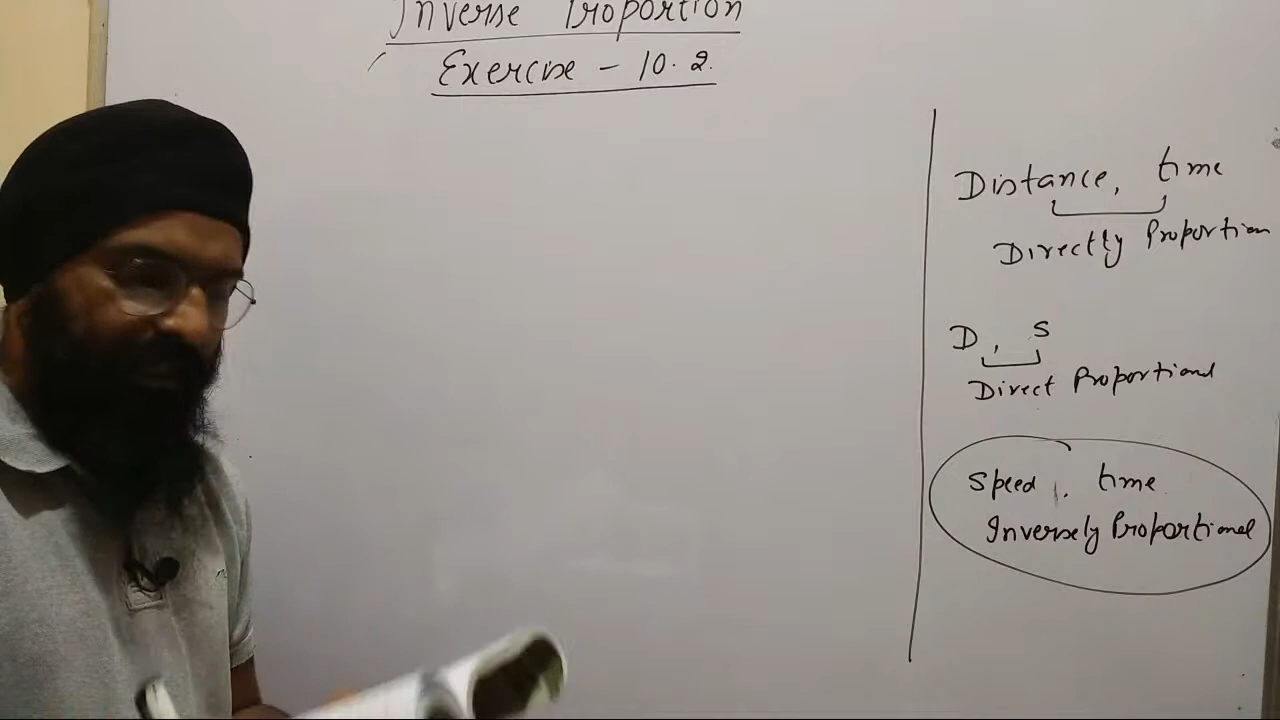 Inverse Proportion
Exercise - 10.2.
Distance, time
Directly Proportion
D, S
Direct Proportional
Speed, time
Inversely Proportional